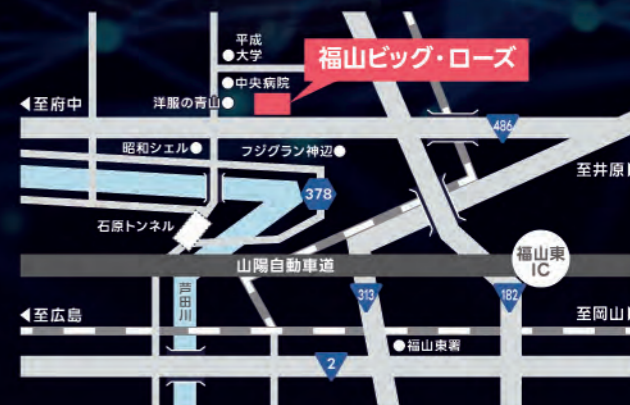 平成
●大学
福山ビッグ・ローズ
●中央病院
◀至府中
洋服の青山●
486
昭和シェル●
フジグラン神辺●
至井原
378
石原トンネル
山陽自動車道
福山東
IC
芦田川
313
182
◀至広島
至岡山
●福山東署
2